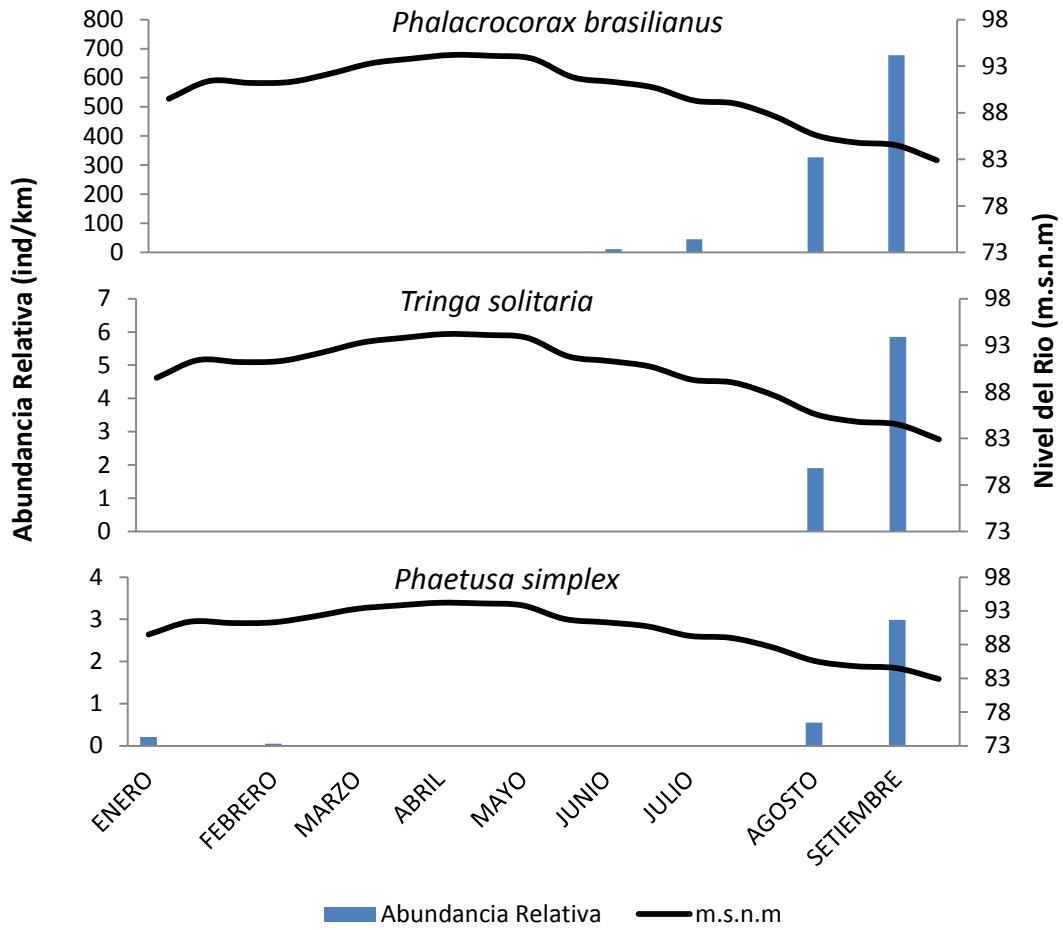 Phalacrocorax brasilianus
800
700
600
500
400
300
200
100
0
98
93
88
83
78
73
Abundancia Relativa (ind/km)
Nivel del Rio (m.s.n.m)
Tringa solitaria
7
6
5
4
3
2
1
0
98
93
88
83
78
73
Phaetusa simplex
4
3
2
1
0
98
93
88
83
78
73
ENERO
FEBRERO
MARZO
ABRIL
MAYO
JUNIO
JULIO
AGOSTO
SETIEMBRE
Abundancia Relativa
m.s.n.m